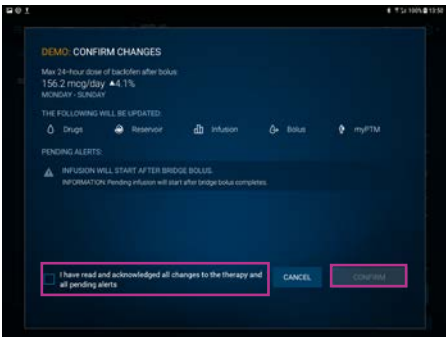 100% 13:50
DEMO: CONFIRM CHANGES
Max 24-hour dose of baclofen after bolus:
156.2 mcg/day ▲4.1%
MONDAY - SUNDAY
THE FOLLOWING WILL BE UPDATED:
Drugs Reservoir Infusion Bolus myPTM
PENDING ALERTS:
INFUSION WILL START AFTER BRIDGE BOLUS.
INFORMATION: Pending infusion will start after bridge bolus completes.
I have read and acknowledged all changes to the therapy and
all pending alerts
CANCEL CONFIRM